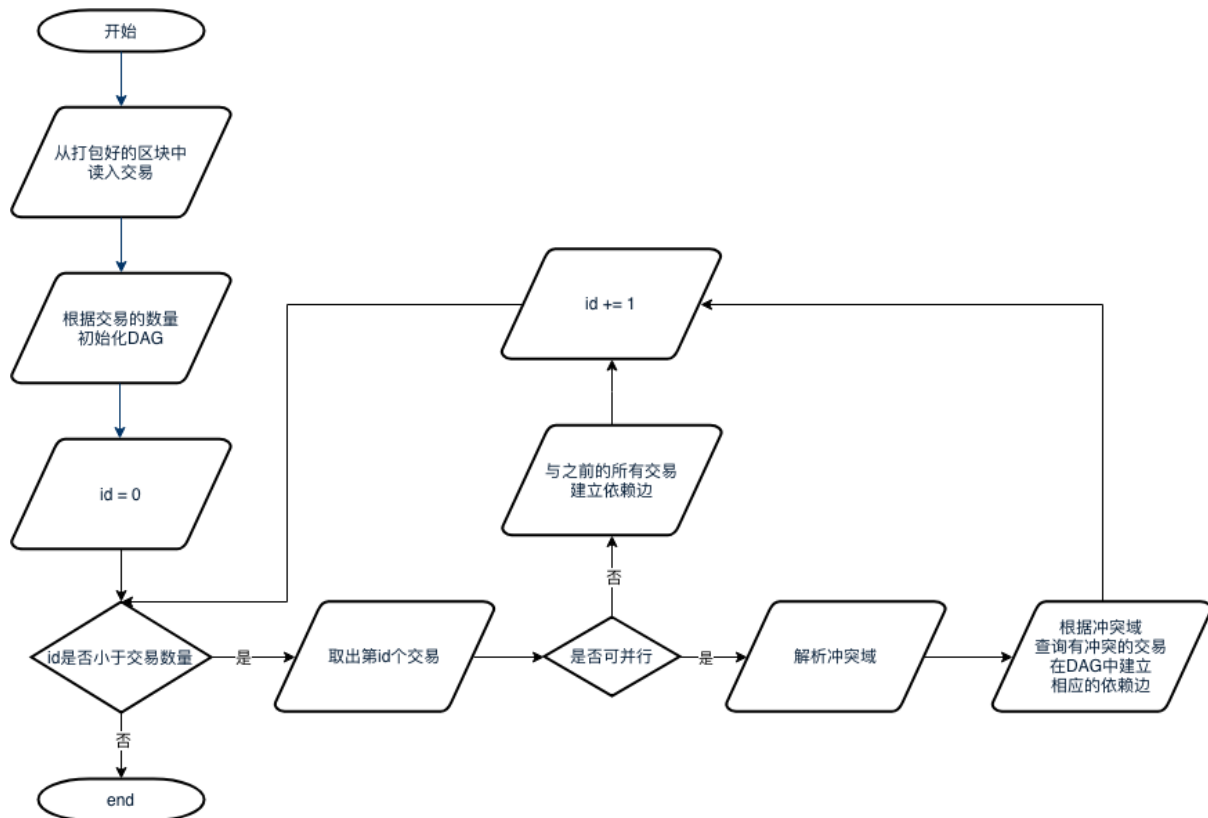 开始
从打包好的区块中
读入交易
根据交易的数量
初始化DAG
id = 0
id是否小于交易数量
是
取出第id个交易
是否可并行
是
解析冲突域
根据冲突域
查询有冲突的交易
在DAG中建立
相应的依赖边
否
与之前的所有交易
建立依赖边
id += 1
否
end